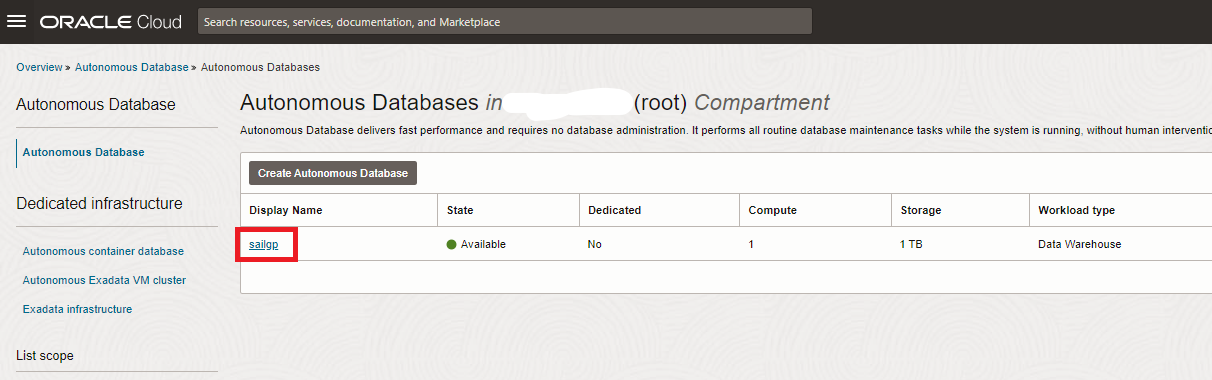 ORACLE Cloud
Search resources, services, documentation, and Marketplace
Overview » Autonomous Database » Autonomous Databases
Autonomous Database
Autonomous Database
Dedicated infrastructure
Autonomous container database
Autonomous Exadata VM cluster
Exadata infrastructure
List scope
Autonomous Databases in (root) Compartment
Autonomous Database delivers fast performance and requires no database administration. It performs all routine database maintenance tasks while the system is running, without human
Create Autonomous Database
Display Name State Dedicated Compute Storage Workload type
sailgp Available No 1 1 TB Data Warehouse